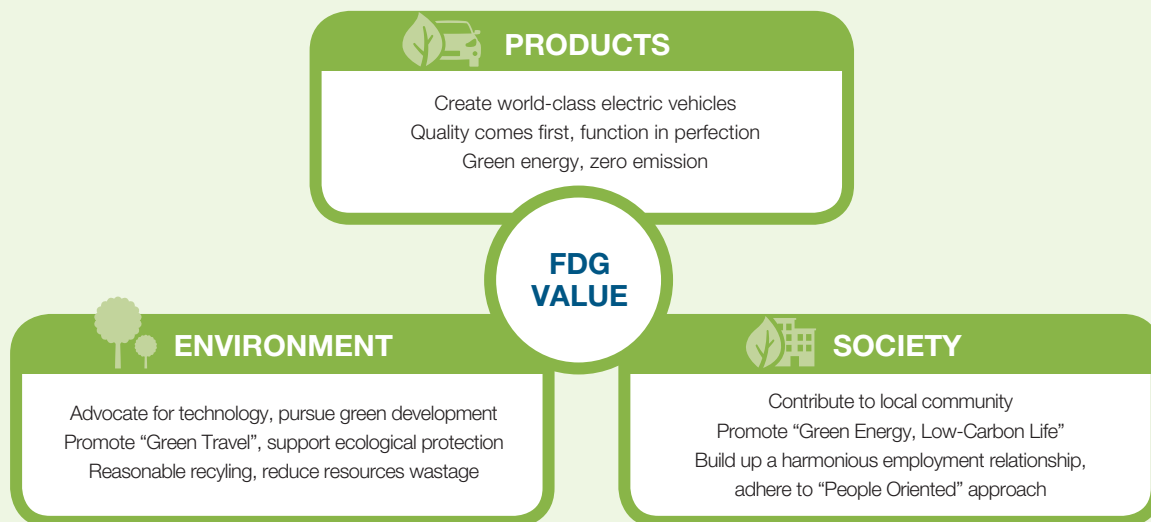 PRODUCTS
Create world-class electric vehicles
Quality comes first, function in perfection
Green energy, zero emission
FDG
VALUE
ENVIRONMENT
Advocate for technology, pursue green development
Promote “Green Travel”, support ecological protection
Reasonable recyling, reduce resources wastage
SOCIETY
Contribute to local community
Promote “Green Energy, Low-Carbon Life”
Build up a harmonious employment relationship,
adhere to “People Oriented” approach